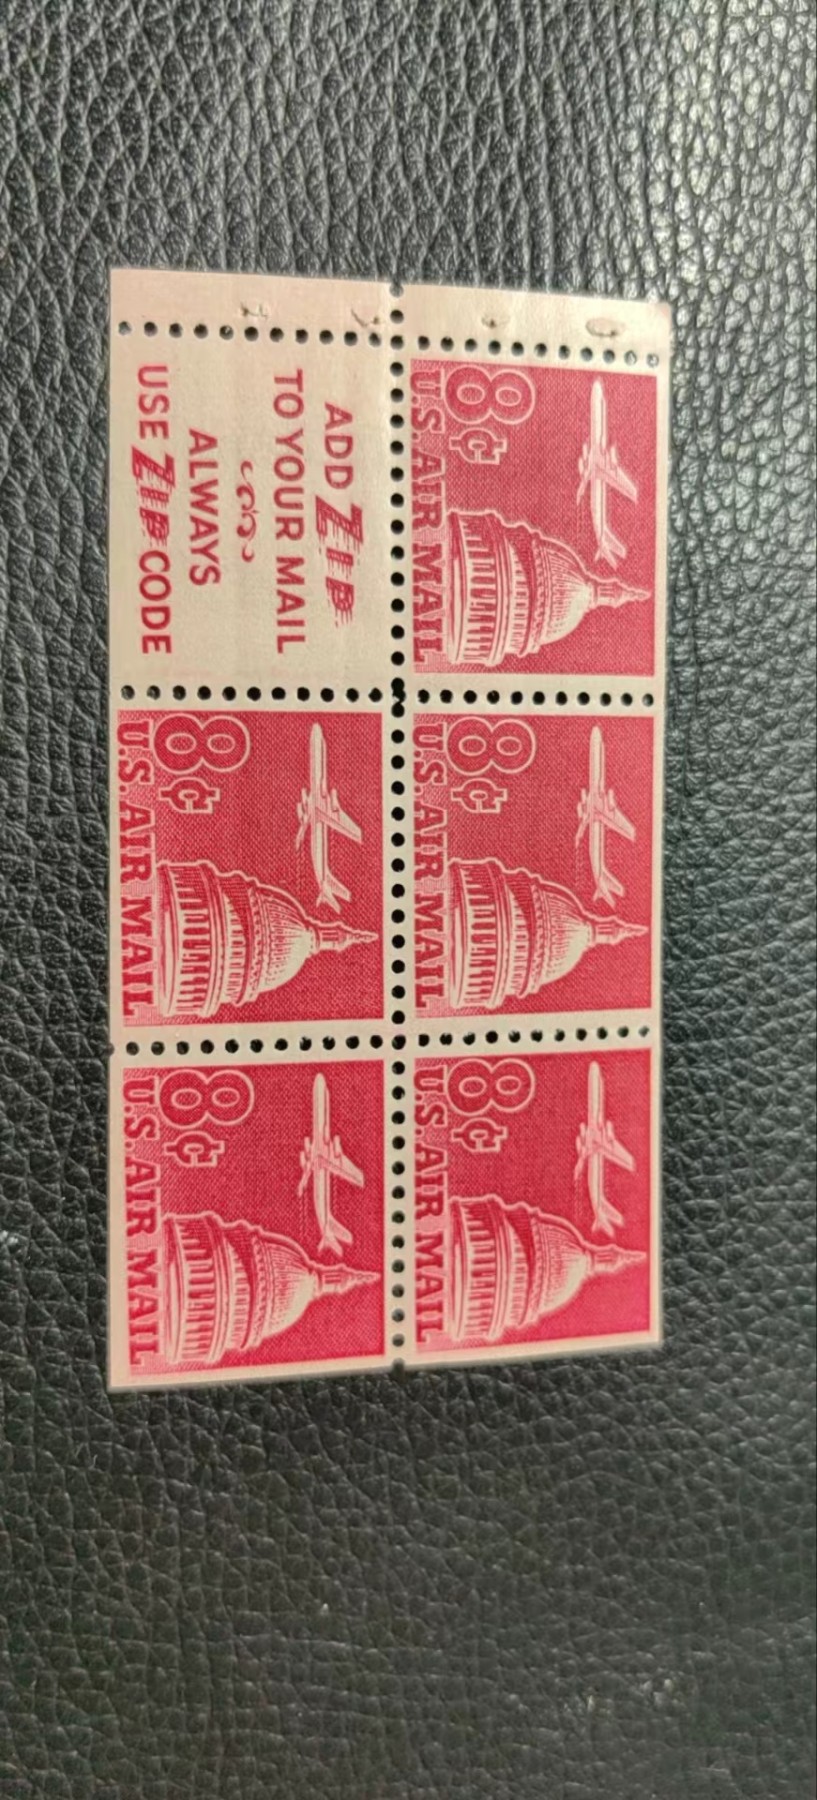 8¢
U.S. AIR MAIL
8¢
U.S. AIR MAIL
8¢
U.S. AIR MAIL
ADD ZIP
TO YOUR MAIL
ALWAYS
USE ZIP CODE
8¢
U.S. AIR MAIL
8¢
U.S. AIR MAIL